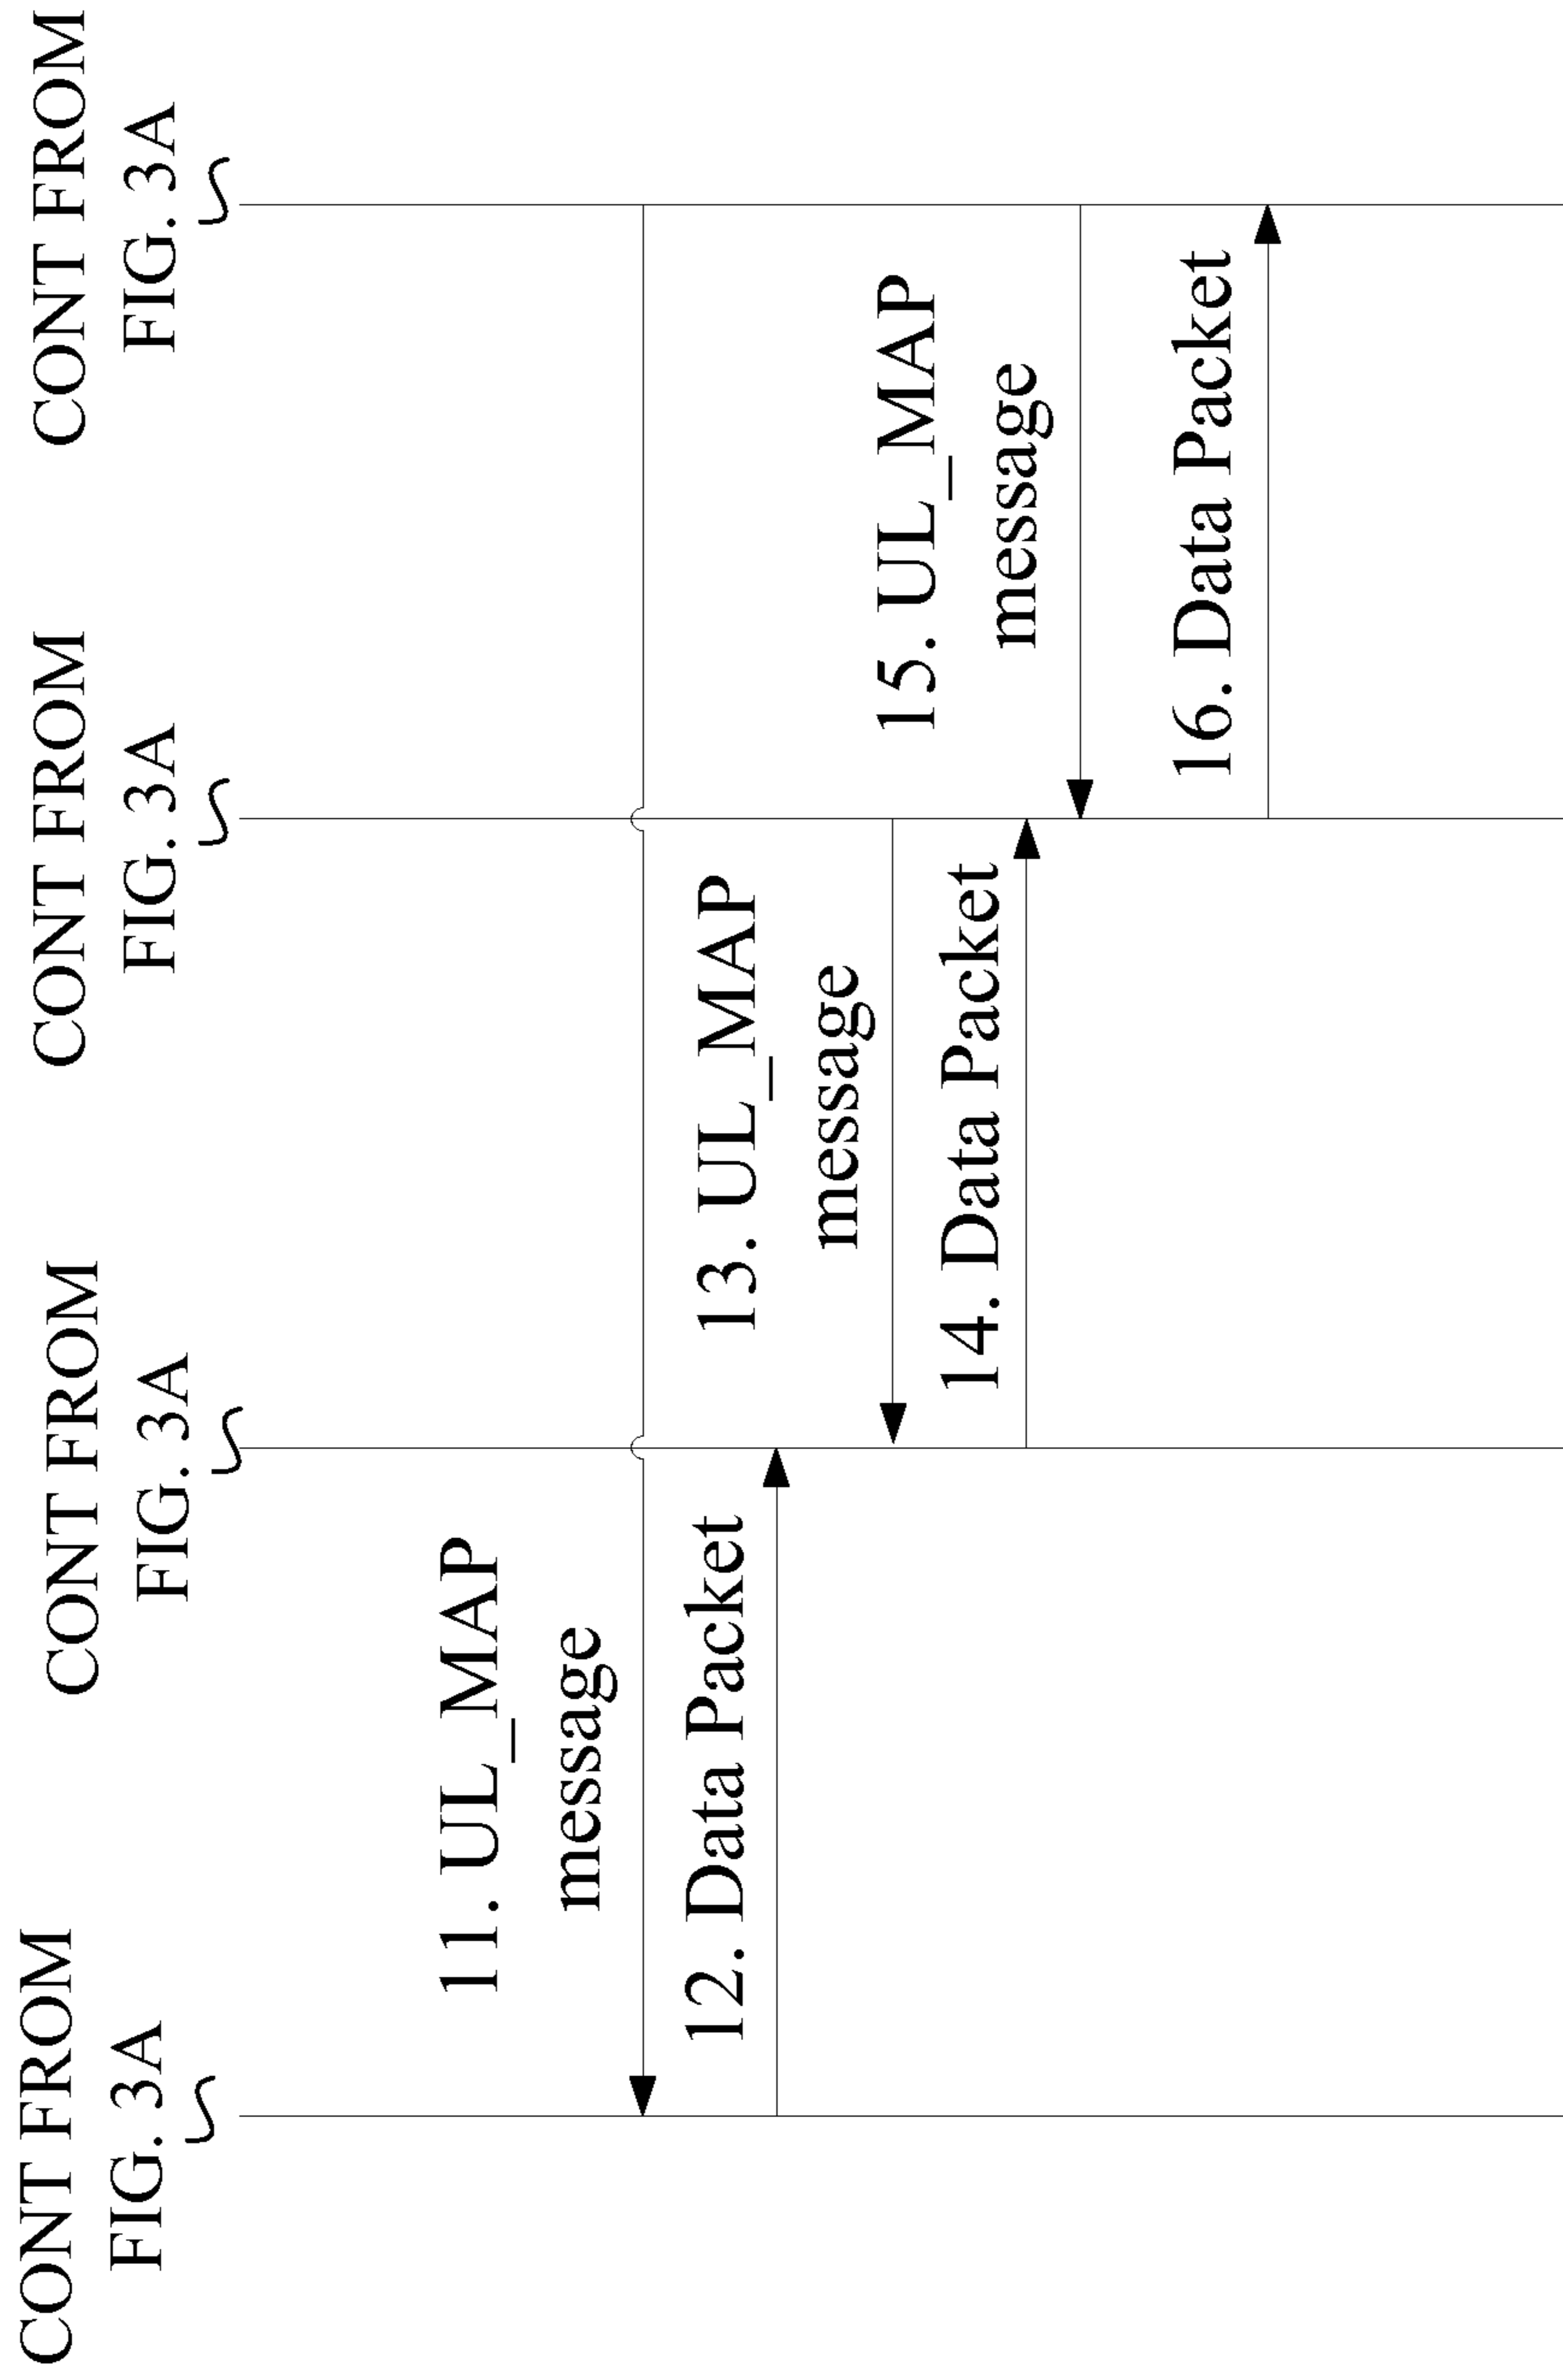 CONT FROM
FIG. 3A
CONT FROM
FIG. 3A
CONT FROM
FIG. 3A
CONT FROM
FIG. 3A
11. UL_MAP
message
12. Data Packet
13. UL_MAP
message
14. Data Packet
15. UL_MAP
message
16. Data Packet